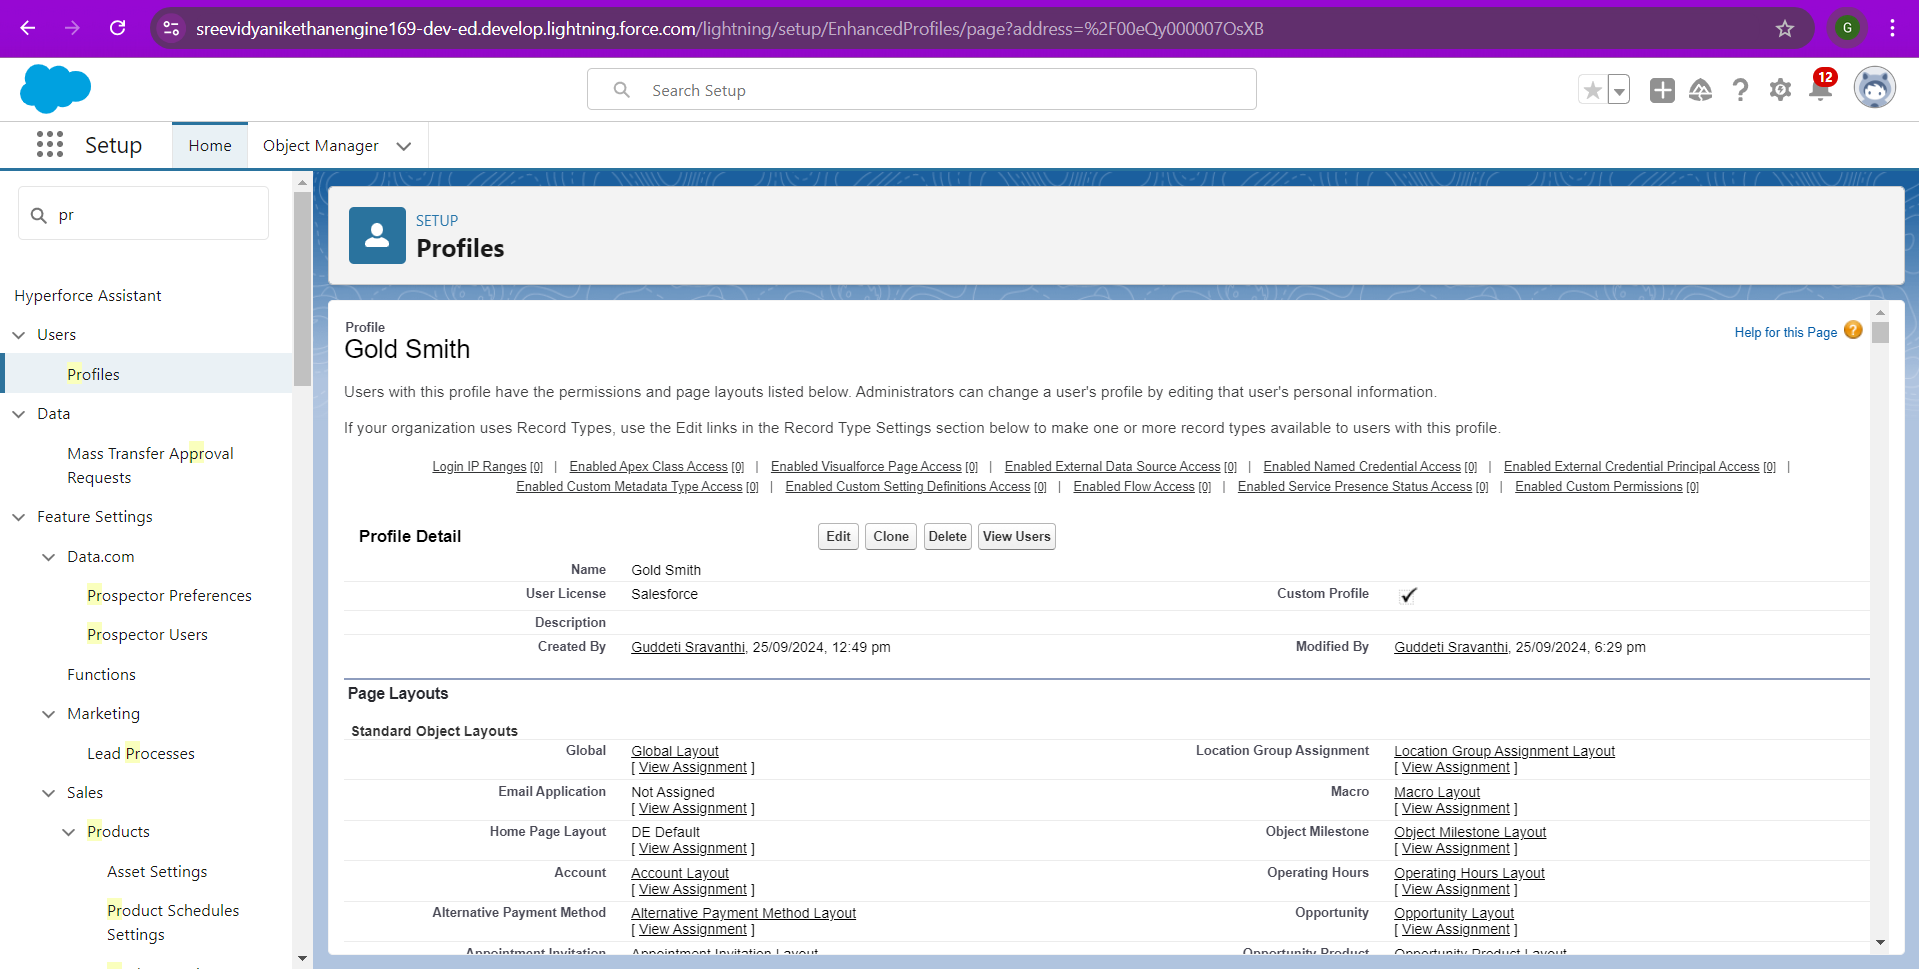 sreevidyanikethanengine169-dev-ed.develop.lightning.force.com/lightning/setup/EnhancedProfiles/page?address=%2F00eQy000007OsXB
G
Search Setup
12
Setup
Home
Object Manager
pr
Hyperforce Assistant
Users
Profiles
Data
Mass Transfer Approval
Requests
Feature Settings
Data.com
Prospector Preferences
Prospector Users
Functions
Marketing
Lead Processes
Sales
Products
Asset Settings
Product Schedules
Settings
SETUP
Profiles
Profile
Gold Smith
Help for this Page ?
Users with this profile have the permissions and page layouts listed below. Administrators can change a user's profile by editing that user's personal information.
If your organization uses Record Types, use the Edit links in the Record Type Settings section below to make one or more record types available to users with this profile.
Login IP Ranges [0] | Enabled Apex Class Access [0] | Enabled Visualforce Page Access [0] | Enabled External Data Source Access [0] | Enabled Named Credential Access [0] | Enabled External Credential Principal Access [0] |
Enabled Custom Metadata Type Access [0] | Enabled Custom Setting Definitions Access [0] | Enabled Flow Access [0] | Enabled Service Presence Status Access [0] | Enabled Custom Permissions [0]
Profile Detail Edit Clone Delete View Users
Name Gold Smith
User License Salesforce Custom Profile ✓
Description
Created By Guddeti Sravanthi, 25/09/2024, 12:49 pm Modified By Guddeti Sravanthi, 25/09/2024, 6:29 pm
Page Layouts
Standard Object Layouts
Global Global Layout Location Group Assignment Location Group Assignment Layout
[ View Assignment ] [ View Assignment ]
Email Application Not Assigned Macro Macro Layout
[ View Assignment ] [ View Assignment ]
Home Page Layout DE Default Object Milestone Object Milestone Layout
[ View Assignment ] [ View Assignment ]
Account Account Layout Operating Hours Operating Hours Layout
[ View Assignment ] [ View Assignment ]
Alternative Payment Method Alternative Payment Method Layout Opportunity Opportunity Layout
[ View Assignment ] [ View Assignment ]
Appointment Invitation Appointment Invitation Layout Opportunity Product Opportunity Product Layout